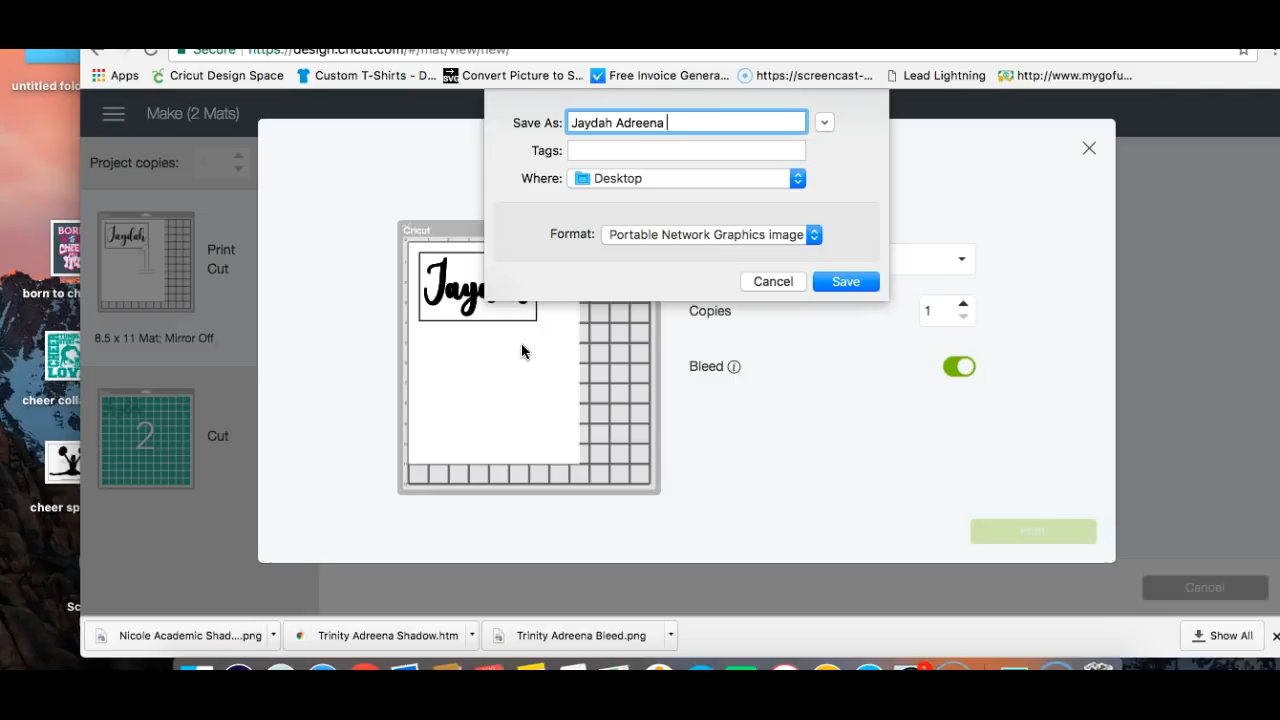 Secure https://design.cricut.com/#/mat/view/new/
Apps Cricut Design Space Custom T-Shirts - D... SVG Convert Picture to S... Free Invoice Genera... https://screencast-... Lead Lightning http://www.mygofu...
untitled fold
Make (2 Mats)
Save As: Jaydah Adreena
Tags:
Where: Desktop
Format: Portable Network Graphics image
Cancel Save
Project copies:
Jaydah
Print
Cut
8.5 x 11 Mat; Mirror Off
Cricut
Copies 1
Bleed
2
Cut
born to ch
cheer coll
cheer sp
Sc
Cancel
Nicole Academic Shad....png Trinity Adreena Shadow.htm Trinity Adreena Bleed.png Show All